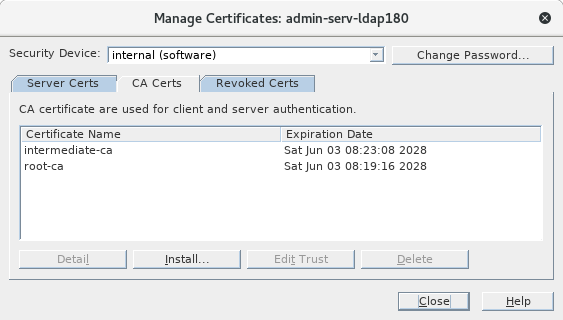 Manage Certificates: admin-serv-ldap180
Security Device: internal (software) Change Password...
Server Certs CA Certs Revoked Certs
CA certificate are used for client and server authentication.
Certificate Name Expiration Date
intermediate-ca Sat Jun 03 08:23:08 2028
root-ca Sat Jun 03 08:19:16 2028
Detail Install... Edit Trust Delete
Close Help